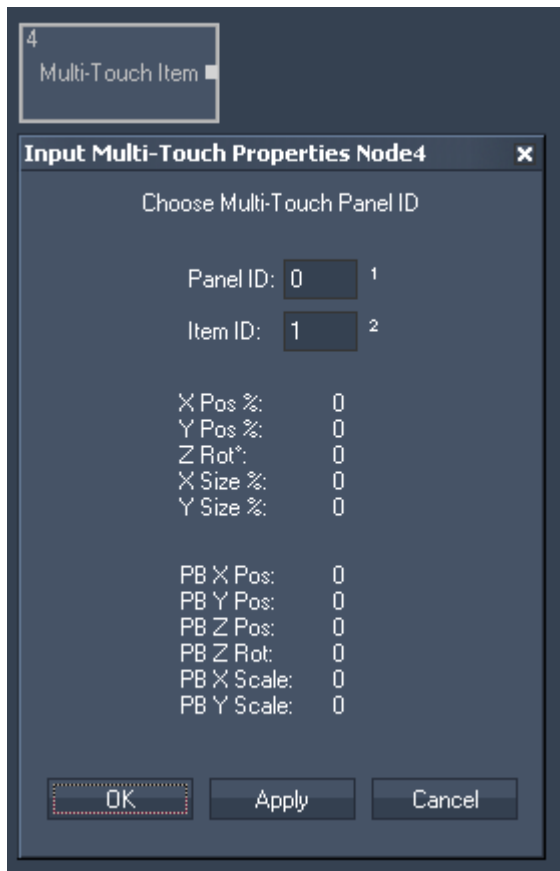 4
Multi-Touch Item
Input Multi-Touch Properties Node4 x
Choose Multi-Touch Panel ID
Panel ID: 0 1
Item ID: 1 2
X Pos %: 0
Y Pos %: 0
Z Rot°: 0
X Size %: 0
Y Size %: 0
PB X Pos: 0
PB Y Pos: 0
PB Z Pos: 0
PB Z Rot: 0
PB X Scale: 0
PB Y Scale: 0
OK Apply Cancel